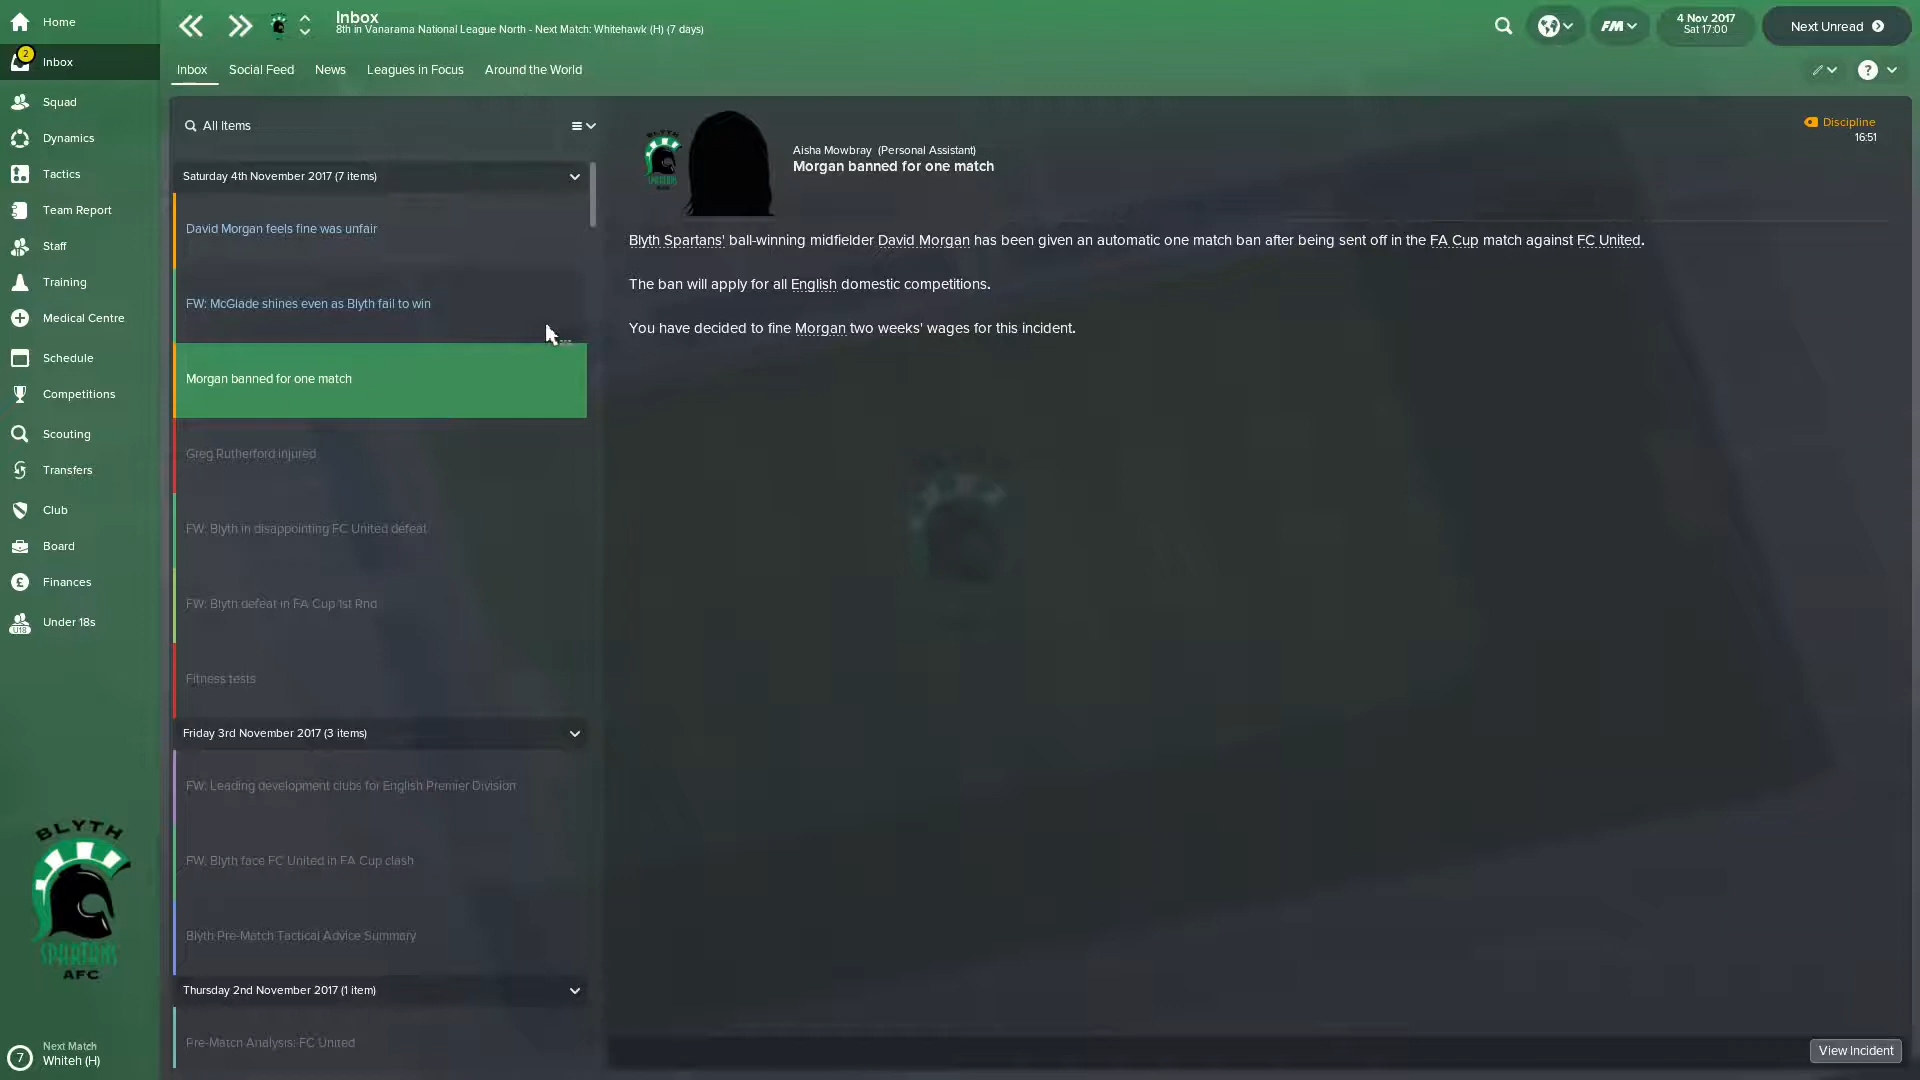 Home
2
Inbox
Squad
Dynamics
Tactics
Team Report
Staff
Training
Medical Centre
Schedule
Competitions
Scouting
Transfers
Club
Board
Finances
U18
Under 18s
BLYTH
SPARTANS
AFC
7
Next Match
Whiteh (H)
Inbox
8th in Vanarama National League North - Next Match: Whitehawk (H) (7 days)
FM
4 Nov 2017
Sat 17:00
Next Unread
Inbox
Social Feed
News
Leagues in Focus
Around the World
?
All Items
Saturday 4th November 2017 (7 items)
David Morgan feels fine was unfair
FW: McGlade shines even as Blyth fail to win
Morgan banned for one match
Greg Rutherford injured
FW: Blyth in disappointing FC United defeat
FW: Blyth defeat in FA Cup 1st Rnd
Fitness tests
Friday 3rd November 2017 (3 items)
FW: Leading development clubs for English Premier Division
FW: Blyth face FC United in FA Cup clash
Blyth Pre-Match Tactical Advice Summary
Thursday 2nd November 2017 (1 item)
Pre-Match Analysis: FC United
BLYTH
SPARTANS
Aisha Mowbray (Personal Assistant)
Morgan banned for one match
Discipline
16:51
Blyth Spartans' ball-winning midfielder David Morgan has been given an automatic one match ban after being sent off in the FA Cup match against FC United.
The ban will apply for all English domestic competitions.
You have decided to fine Morgan two weeks' wages for this incident.
View Incident